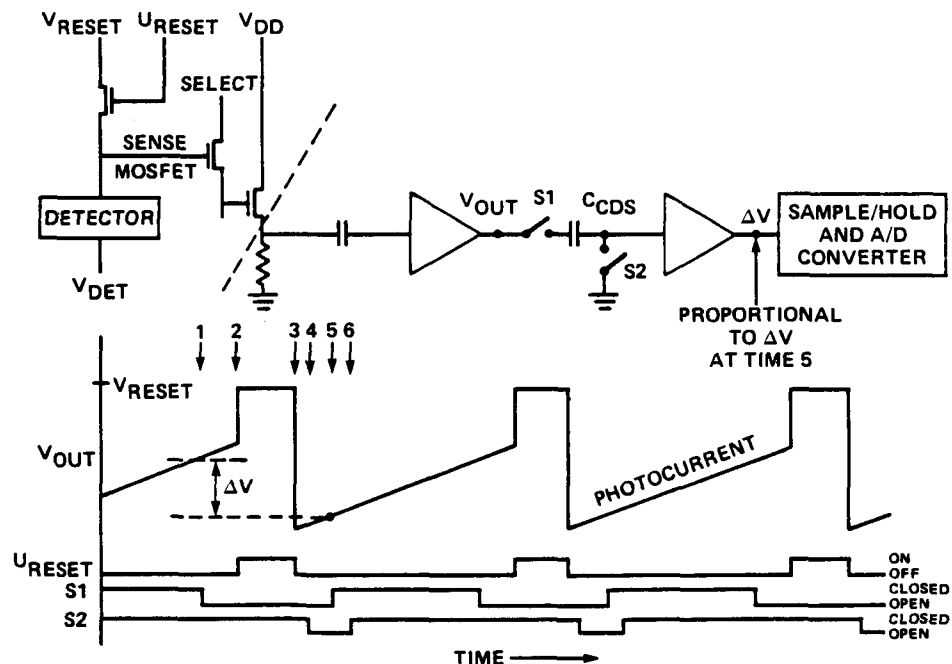 VRESET URESET VDD
SELECT
SENSE
MOSFET
DETECTOR
VDET
VOUT S1 CCDS
S2
ΔV
SAMPLE/HOLD
AND A/D
CONVERTER
PROPORTIONAL
TO ΔV
AT TIME 5
1 2 3 4 5 6
VRESET
VOUT
ΔV
PHOTOCURRENT
URESET ON
OFF
S1 CLOSED
OPEN
S2 CLOSED
OPEN
TIME